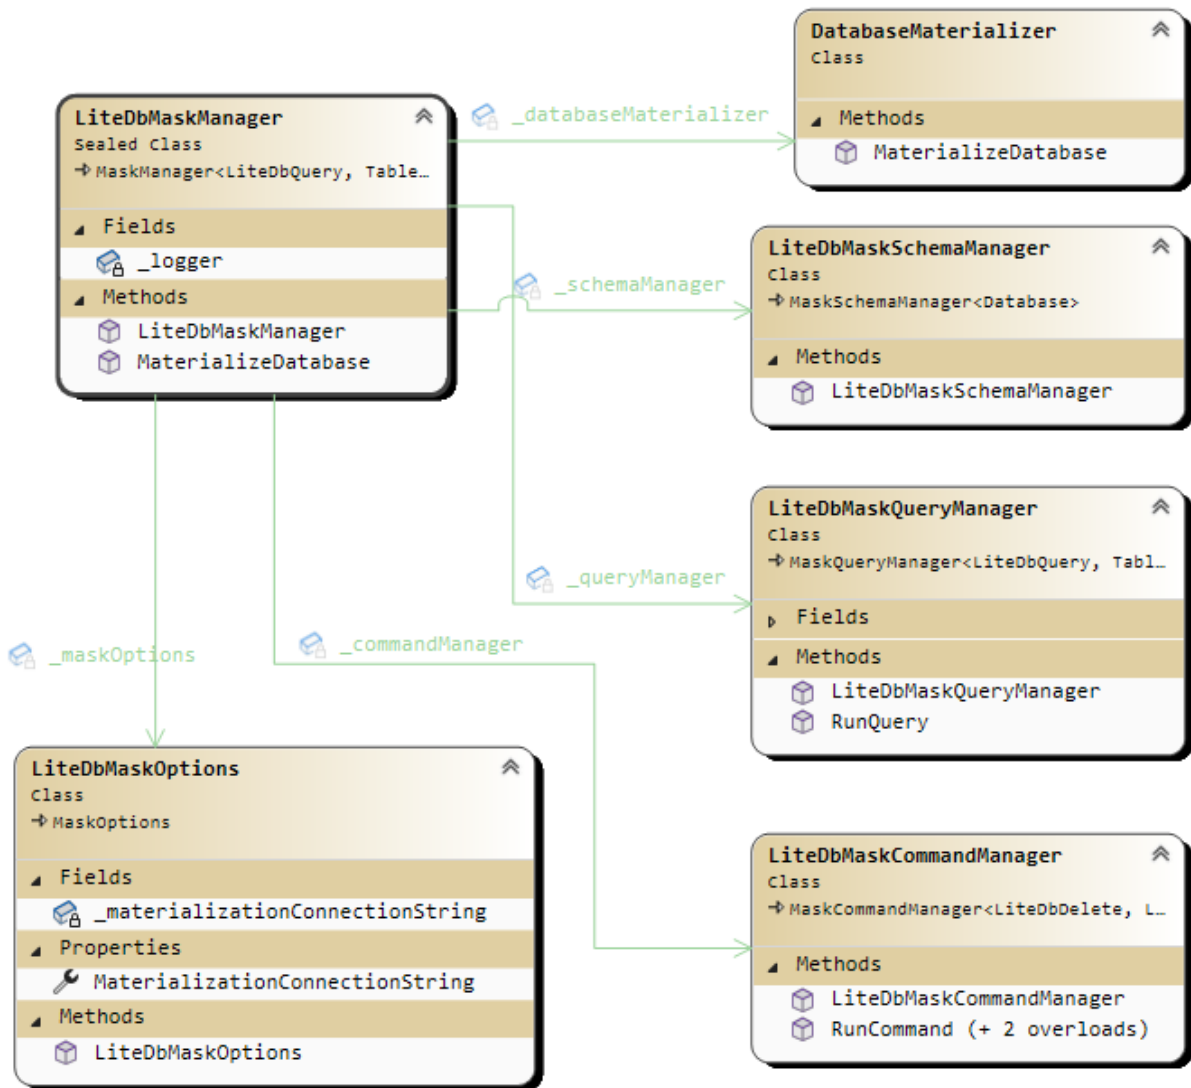 DatabaseMaterializer
Class
Methods
MaterializeDatabase
LiteDbMaskManager
Sealed Class
MaskManager<LiteDbQuery, Table…
Fields
_logger
Methods
LiteDbMaskManager
MaterializeDatabase
_databaseMaterializer
_schemaManager
LiteDbMaskSchemaManager
Class
MaskSchemaManager<Database>
Methods
LiteDbMaskSchemaManager
_queryManager
LiteDbMaskQueryManager
Class
MaskQueryManager<LiteDbQuery, Tabl…
Fields
Methods
LiteDbMaskQueryManager
RunQuery
_maskOptions
_commandManager
LiteDbMaskOptions
Class
MaskOptions
Fields
_materializationConnectionString
Properties
MaterializationConnectionString
Methods
LiteDbMaskOptions
LiteDbMaskCommandManager
Class
MaskCommandManager<LiteDbDelete, L…
Methods
LiteDbMaskCommandManager
RunCommand (+ 2 overloads)